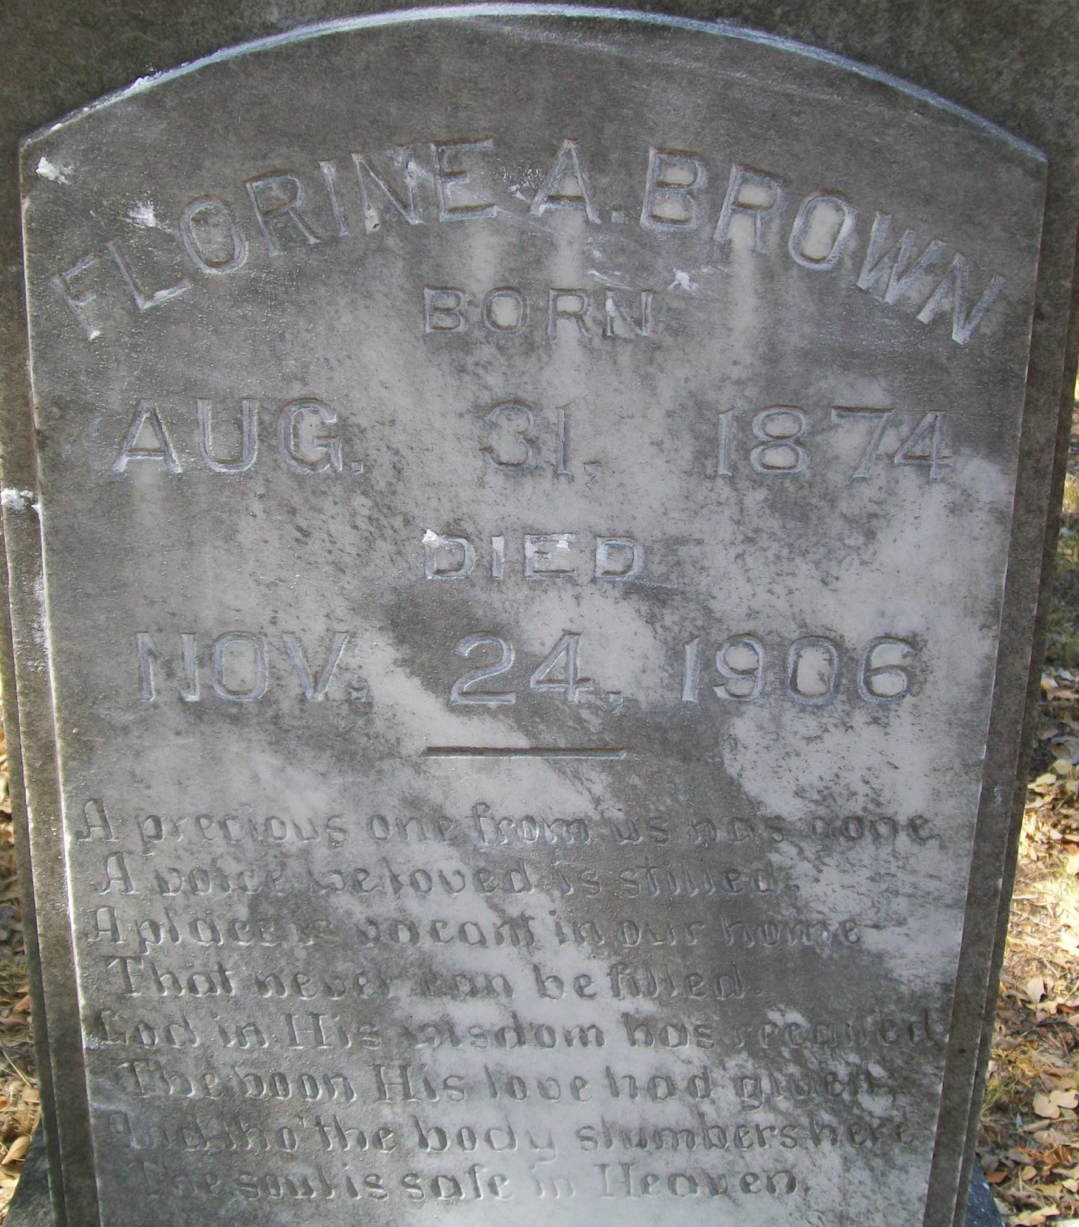 FLORINE A. BROWN
BORN
AUG. 31, 1874
DIED
NOV. 24, 1906
A precious one from us has gone,
A voice beloved is stilled.
A place is vacant in our home
That never can be filled.
God in His wisdom has recalled
The boon His love had given
And tho' the body slumbers here
The soul is safe in Heaven.